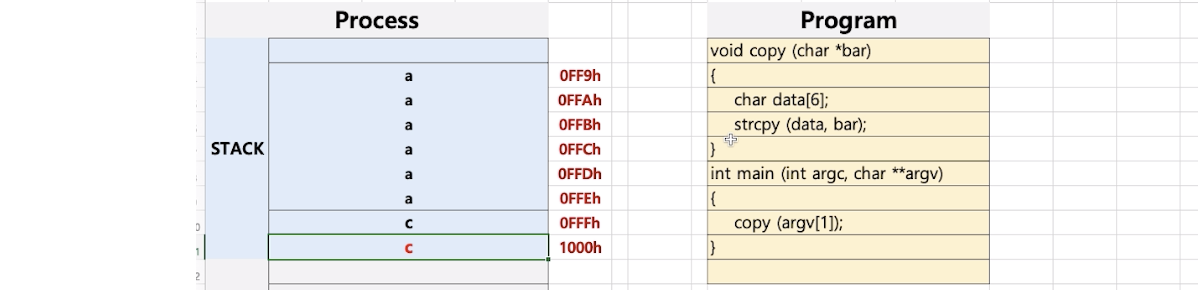 Process Program
void copy (char *bar)
a 0FF9h {
a 0FFAh char data[6];
a 0FFBh strcpy (data, bar);
STACK a 0FFCh }
a 0FFDh int main (int argc, char **argv)
a 0FFEh {
c 0FFFh copy (argv[1]);
c 1000h }